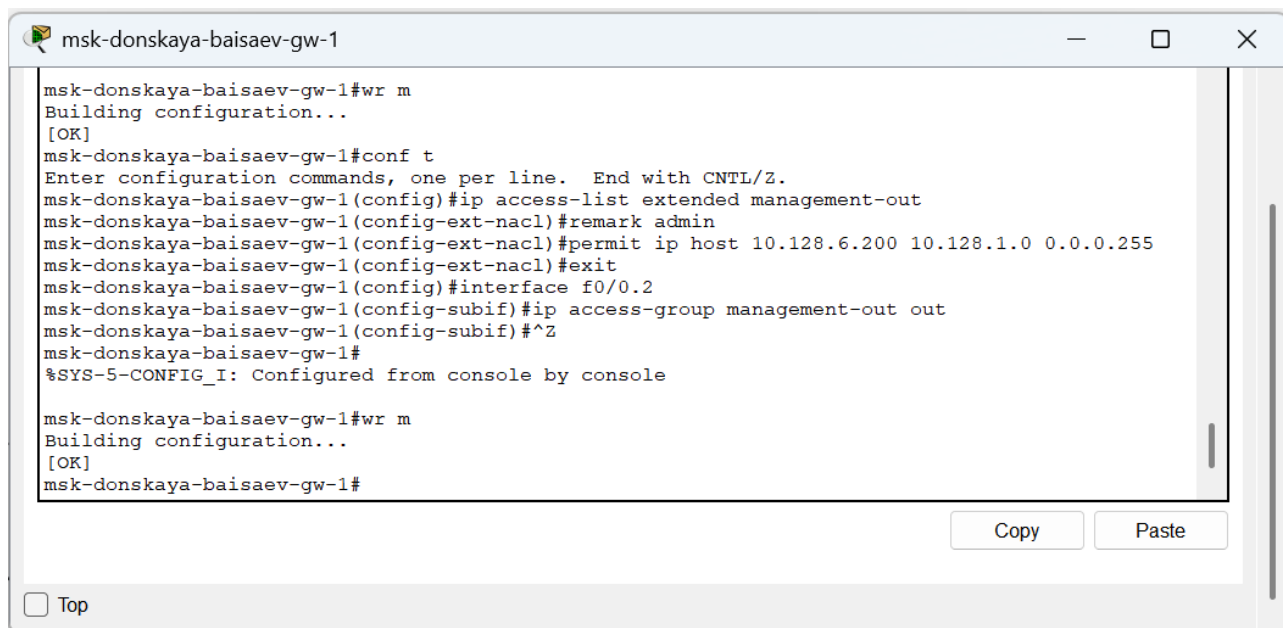 msk-donskaya-baisaev-gw-1
msk-donskaya-baisaev-gw-1#wr m
Building configuration...
[OK]
msk-donskaya-baisaev-gw-1#conf t
Enter configuration commands, one per line.  End with CNTL/Z.
msk-donskaya-baisaev-gw-1(config)#ip access-list extended management-out
msk-donskaya-baisaev-gw-1(config-ext-nacl)#remark admin
msk-donskaya-baisaev-gw-1(config-ext-nacl)#permit ip host 10.128.6.200 10.128.1.0 0.0.0.255
msk-donskaya-baisaev-gw-1(config-ext-nacl)#exit
msk-donskaya-baisaev-gw-1(config)#interface f0/0.2
msk-donskaya-baisaev-gw-1(config-subif)#ip access-group management-out out
msk-donskaya-baisaev-gw-1(config-subif)#^Z
msk-donskaya-baisaev-gw-1#
%SYS-5-CONFIG_I: Configured from console by console
msk-donskaya-baisaev-gw-1#wr m
Building configuration...
[OK]
msk-donskaya-baisaev-gw-1#
Copy Paste
Top